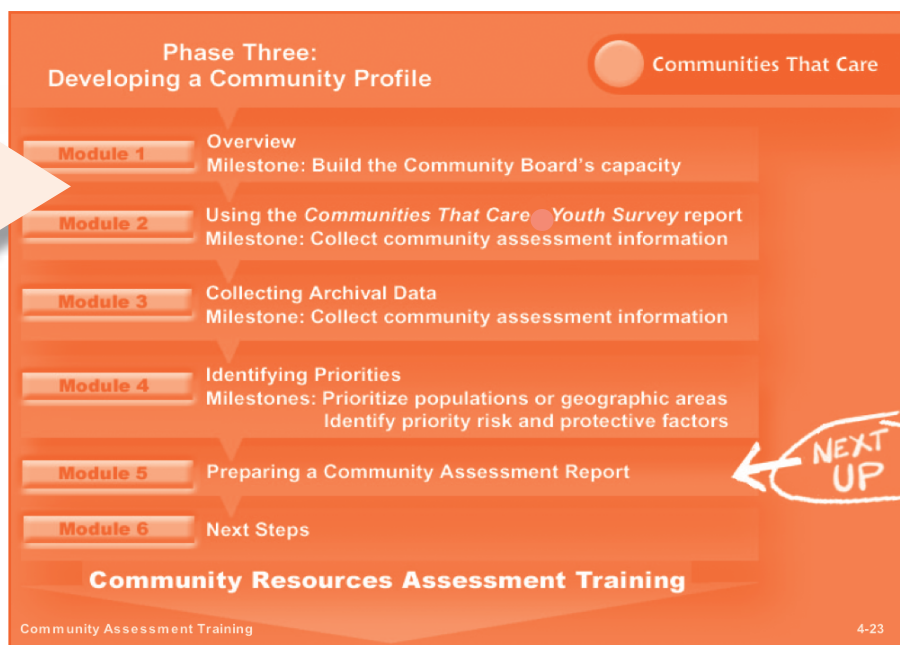 Phase Three:
Developing a Community Profile
Communities That Care
Module 1
Overview
Milestone: Build the Community Board's capacity
Module 2
Using the Communities That Care Youth Survey report
Milestone: Collect community assessment information
Module 3
Collecting Archival Data
Milestone: Collect community assessment information
Module 4
Identifying Priorities
Milestones: Prioritize populations or geographic areas
Identify priority risk and protective factors
Module 5
Preparing a Community Assessment Report
NEXT
UP
Module 6
Next Steps
Community Resources Assessment Training
Community Assessment Training
4-23